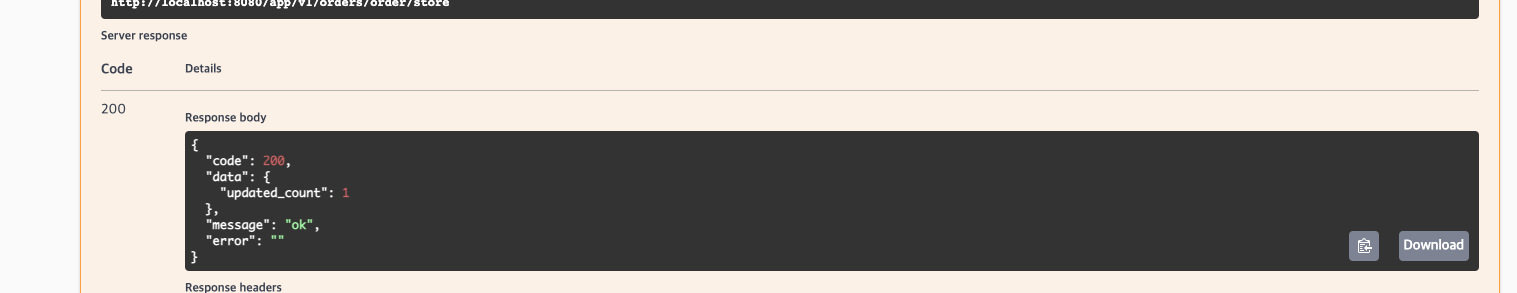 http://localhost:8080/app/v1/orders/order/store
Server response
Code Details
200
Response body
{
  "code": 200,
  "data": {
    "updated_count": 1
  },
  "message": "ok",
  "error": ""
}
Download
Response headers